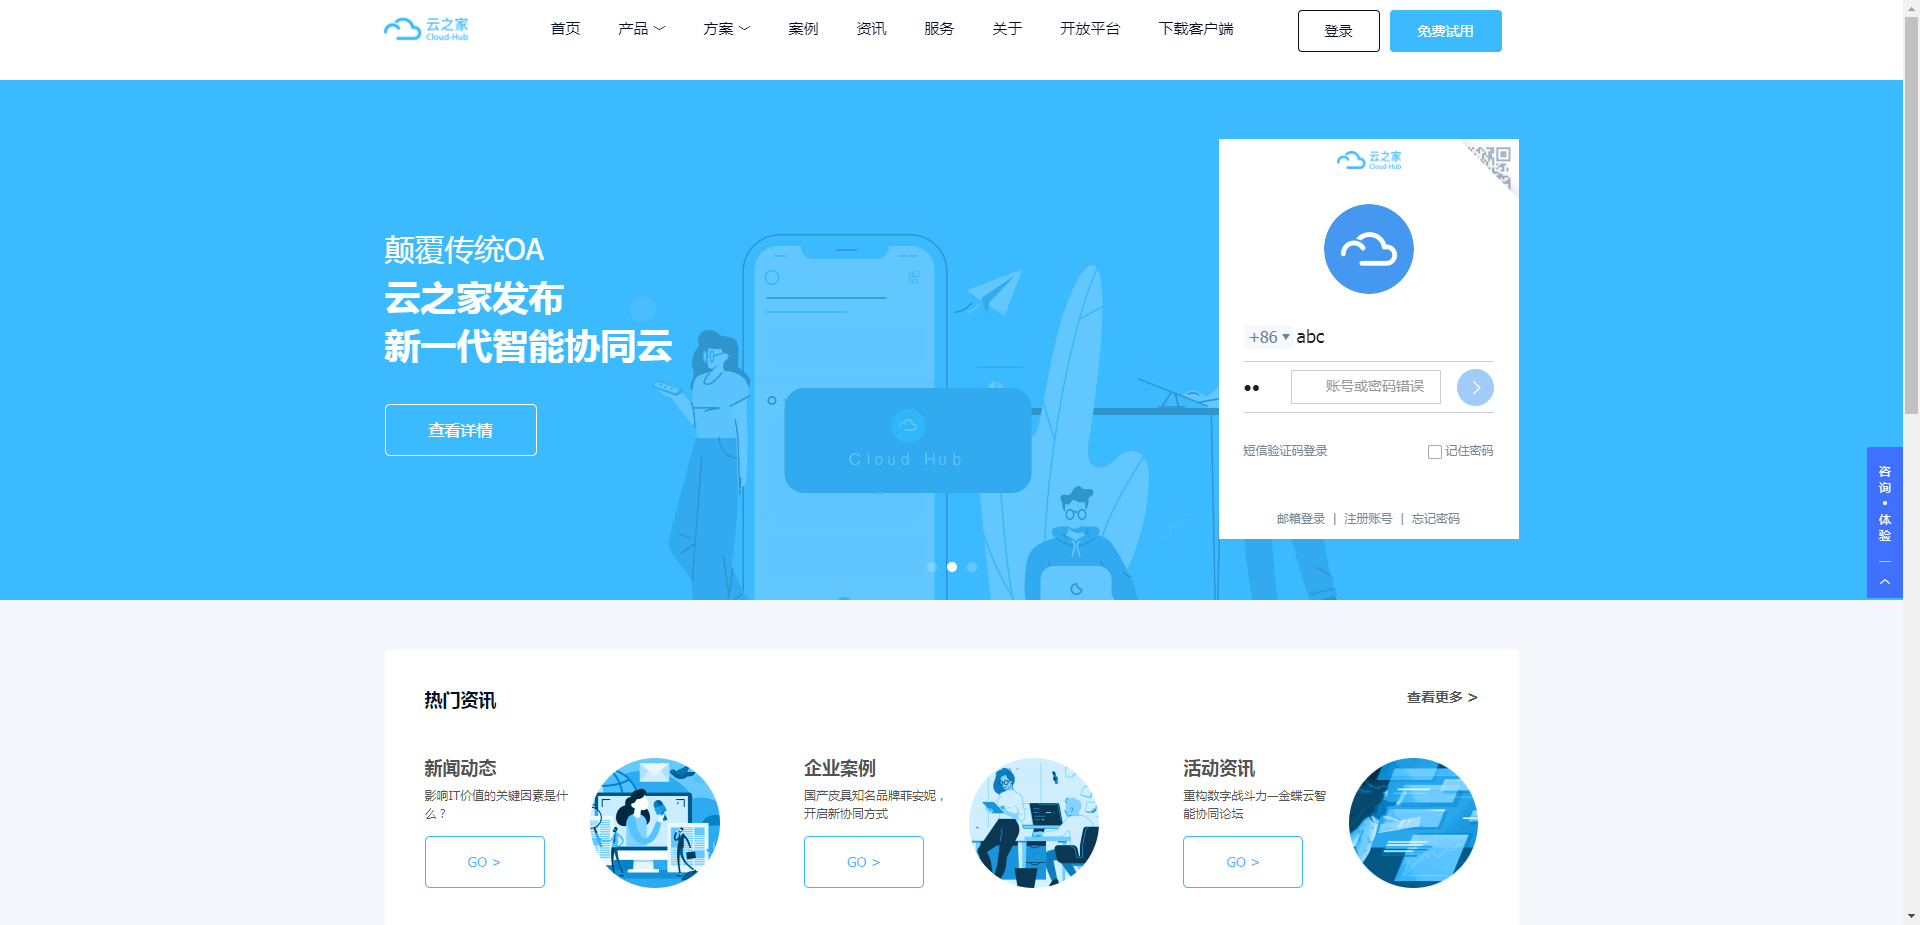 云之家
Cloud-Hub
首页 产品 方案 案例 资讯 服务 关于 开放平台 下载客户端 登录 免费试用
颠覆传统OA
云之家发布
新一代智能协同云
查看详情
Cloud Hub
云之家
Cloud Hub
+86 abc
账号或密码错误
短信验证码登录 记住密码
邮箱登录 | 注册账号 | 忘记密码
咨
询
•
体
验
热门资讯 查看更多 >
新闻动态
影响IT价值的关键因素是什
么？
GO >
企业案例
国产皮具知名品牌菲安妮，
开启新协同方式
GO >
活动资讯
重构数字战斗力—金蝶云智
能协同论坛
GO >